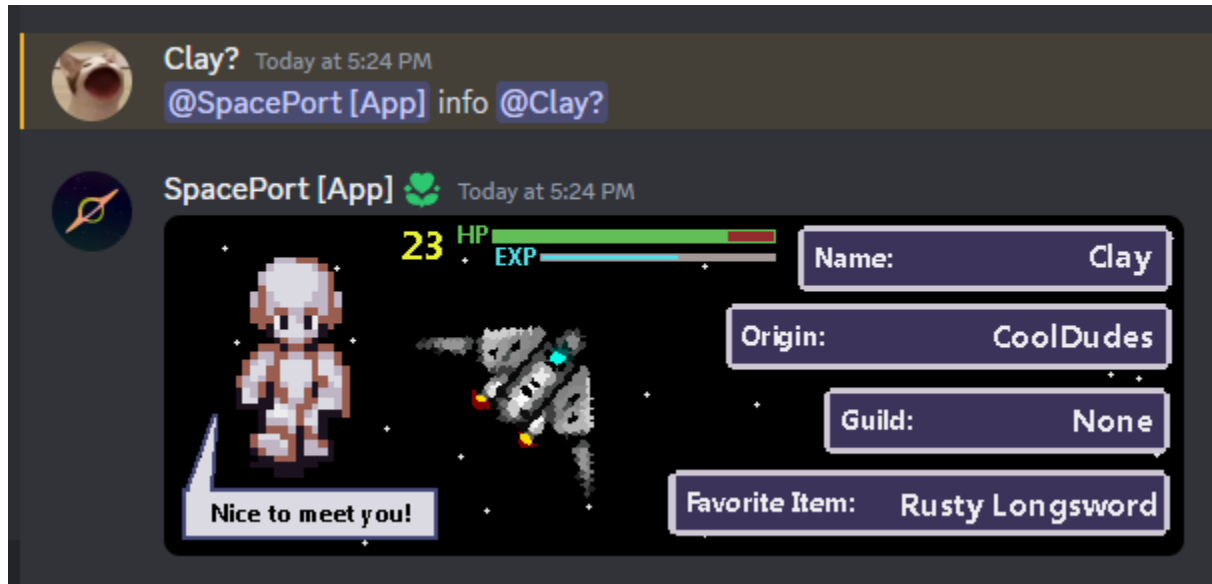 Clay? Today at 5:24 PM
@SpacePort [App] info @Clay?
SpacePort [App] Today at 5:24 PM
23 HP
EXP
Name: Clay
Origin: CoolDudes
Guild: None
Favorite Item: Rusty Longsword
Nice to meet you!